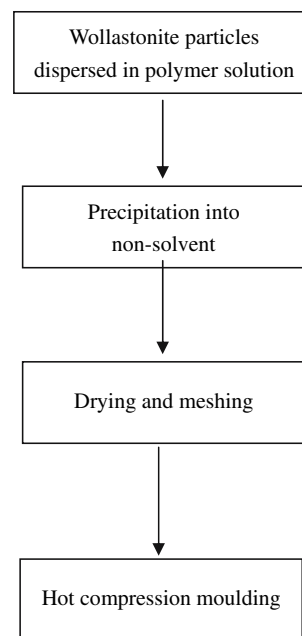 Wollastonite particles
dispersed in polymer solution
Precipitation into
non-solvent
Drying and meshing
Hot compression moulding